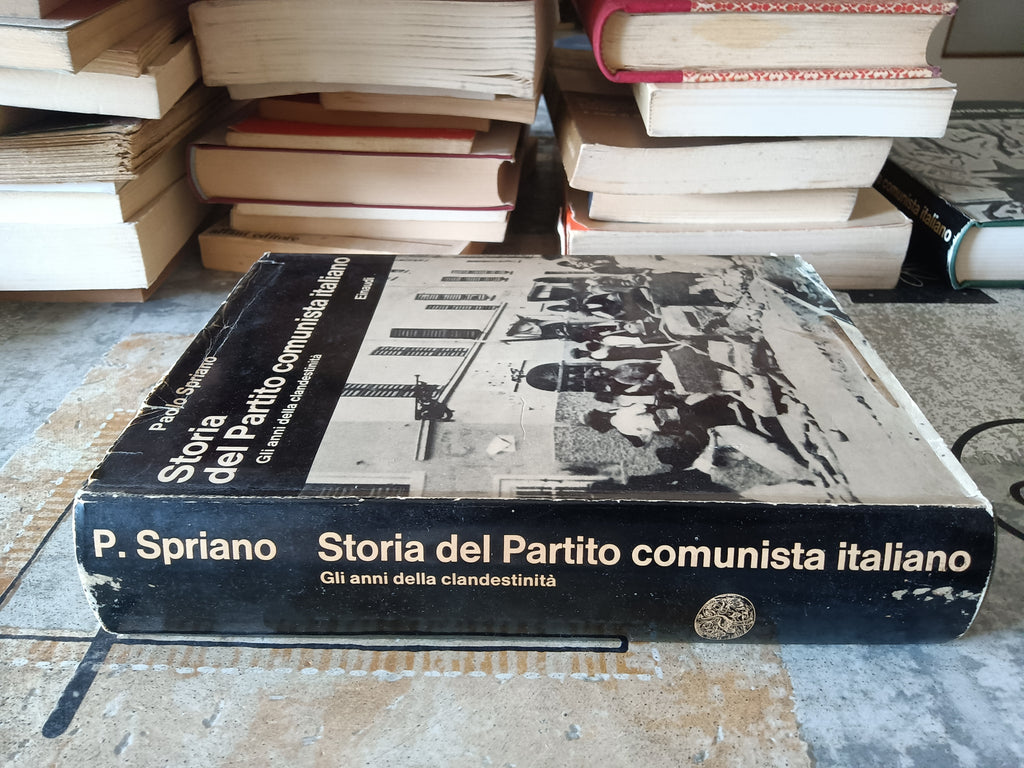 Paolo Spriano
Storia
del Partito comunista italiano
Gli anni della clandestinità
Einaudi
P. Spriano
Storia del Partito comunista italiano
Gli anni della clandestinità
comunista italiano
editore